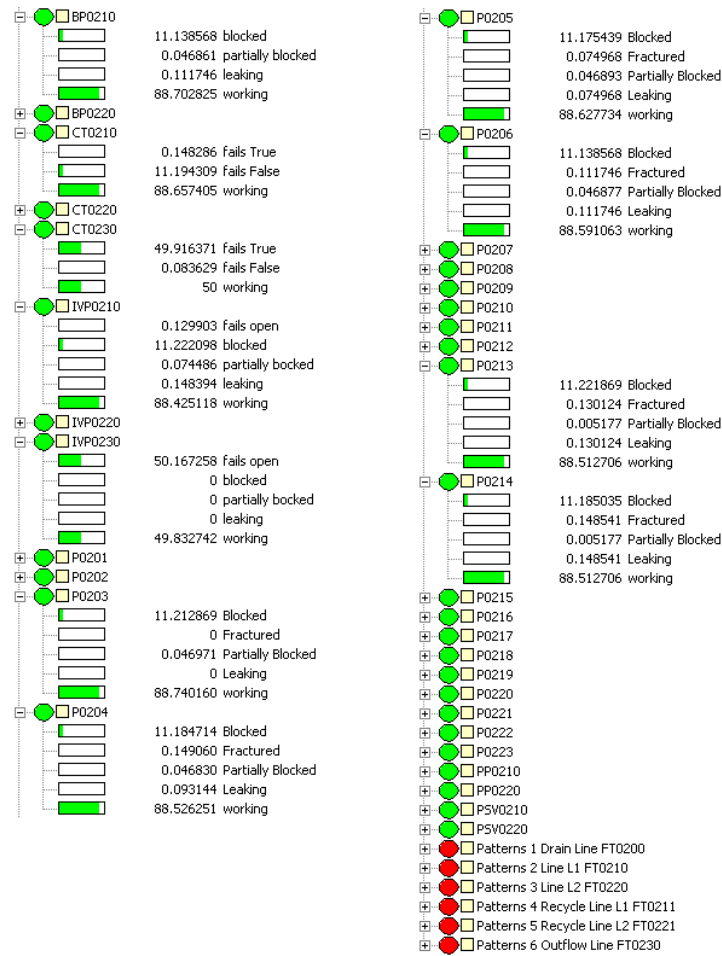 BP0210
11.138568 blocked
0.046861 partially blocked
0.111746 leaking
88.702825 working
BP0220
CT0210
0.148286 fails True
11.194309 fails False
88.657405 working
CT0220
CT0230
49.916371 fails True
0.083629 fails False
50 working
IVP0210
0.129903 fails open
11.222098 blocked
0.074486 partially bocked
0.148394 leaking
88.425118 working
IVP0220
IVP0230
50.167258 fails open
0 blocked
0 partially bocked
0 leaking
49.832742 working
P0201
P0202
P0203
11.212869 Blocked
0 Fractured
0.046971 Partially Blocked
0 Leaking
88.740160 working
P0204
11.184714 Blocked
0.149060 Fractured
0.046830 Partially Blocked
0.093144 Leaking
88.526251 working
P0205
11.175439 Blocked
0.074968 Fractured
0.046893 Partially Blocked
0.074968 Leaking
88.627734 working
P0206
11.138568 Blocked
0.111746 Fractured
0.046877 Partially Blocked
0.111746 Leaking
88.591063 working
P0207
P0208
P0209
P0210
P0211
P0212
P0213
11.221869 Blocked
0.130124 Fractured
0.005177 Partially Blocked
0.130124 Leaking
88.512706 working
P0214
11.185035 Blocked
0.148541 Fractured
0.005177 Partially Blocked
0.148541 Leaking
88.512706 working
P0215
P0216
P0217
P0218
P0219
P0220
P0221
P0222
P0223
PP0210
PP0220
PSV0210
PSV0220
Patterns 1 Drain Line FT0200
Patterns 2 Line L1 FT0210
Patterns 3 Line L2 FT0220
Patterns 4 Recycle Line L1 FT0211
Patterns 5 Recycle Line L2 FT0221
Patterns 6 Outflow Line FT0230